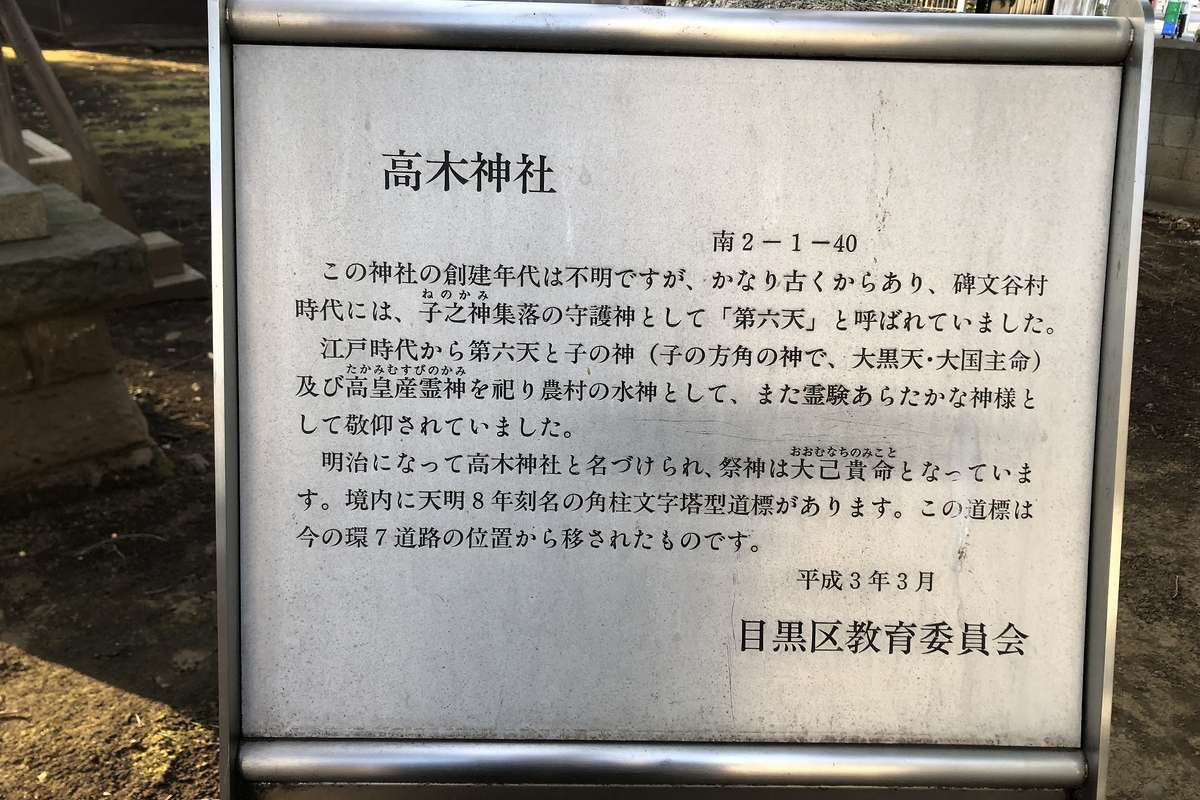 高木神社
南2－1－40
この神社の創建年代は不明ですが、かなり古くからあり、碑文谷村
ねのかみ
時代には、子之神集落の守護神として「第六天」と呼ばれていました。
江戸時代から第六天と子の神（子の方角の神で、大黒天・大国主命）
たかみむすびのかみ
及び高皇産霊神を祀り農村の水神として、また霊験あらたかな神様と
して敬仰されていました。
おおむなちのみこと
明治になって高木神社と名づけられ、祭神は大己貴命となっていま
す。境内に天明8年刻名の角柱文字塔型道標があります。この道標は
今の環7道路の位置から移されたものです。
平成3年3月
目黒区教育委員会